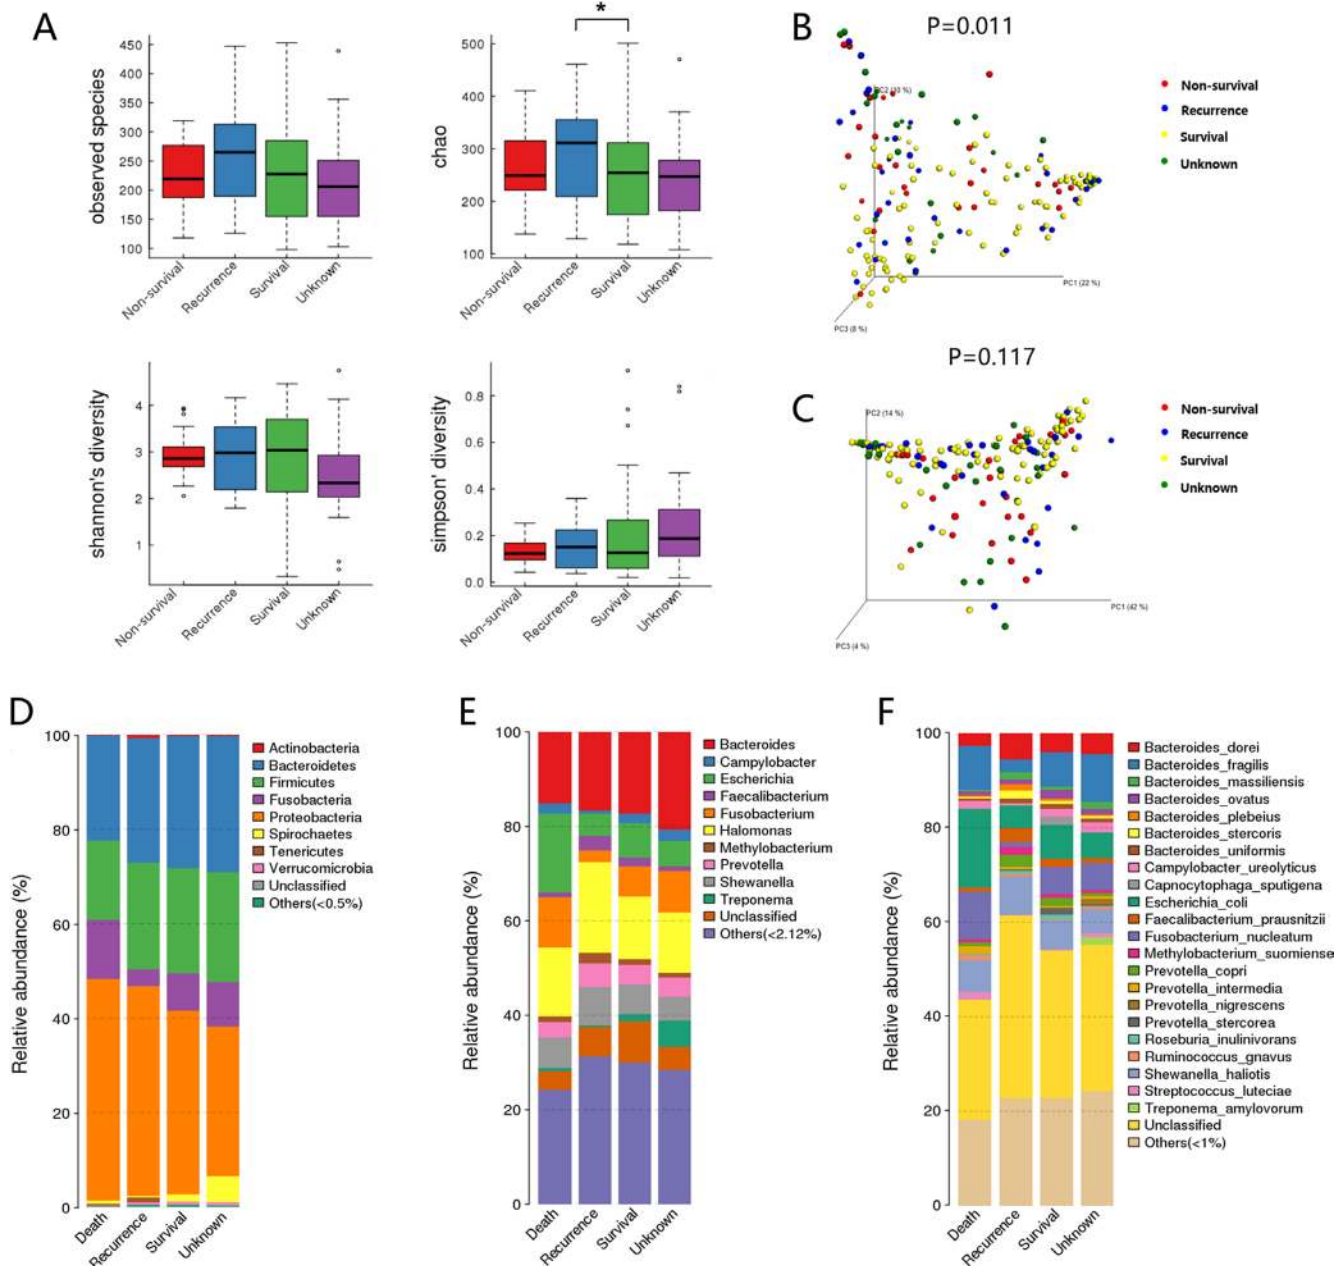 A
*
observed species
450
400
350
300
250
200
150
100
Non-survival
Recurrence
Survival
Unknown
chao
500
400
300
200
100
Non-survival
Recurrence
Survival
Unknown
shannon's diversity
4
3
2
1
Non-survival
Recurrence
Survival
Unknown
simpson' diversity
0.8
0.6
0.4
0.2
0.0
Non-survival
Recurrence
Survival
Unknown
B
P=0.011
PC1 (22 %)
PC3 (8 %)
Non-survival
Recurrence
Survival
Unknown
P=0.117
C
PC2 (14 %)
PC1 (42 %)
PC3 (4 %)
Non-survival
Recurrence
Survival
Unknown
D
Relative abundance (%)
100
80
60
40
20
0
Death
Recurrence
Survival
Unknown
Actinobacteria
Bacteroidetes
Firmicutes
Fusobacteria
Proteobacteria
Spirochaetes
Tenericutes
Verrucomicrobia
Unclassified
Others(<0.5%)
E
Relative abundance (%)
100
80
60
40
20
0
Death
Recurrence
Survival
Unknown
Bacteroides
Campylobacter
Escherichia
Faecalibacterium
Fusobacterium
Halomonas
Methylobacterium
Prevotella
Shewanella
Treponema
Unclassified
Others(<2.12%)
F
Relative abundance (%)
100
80
60
40
20
0
Death
Recurrence
Survival
Unknown
Bacteroides_dorei
Bacteroides_fragilis
Bacteroides_massiliensis
Bacteroides_ovatus
Bacteroides_plebeius
Bacteroides_stercoris
Bacteroides_uniformis
Campylobacter_ureolyticus
Capnocytophaga_sputigena
Escherichia_coli
Faecalibacterium_prausnitzii
Fusobacterium_nucleatum
Methylobacterium_suomiense
Prevotella_copri
Prevotella_intermedia
Prevotella_nigrescens
Prevotella_stercorea
Roseburia_inulinivorans
Ruminococcus_gnavus
Shewanella_haliotis
Streptococcus_luteciae
Treponema_amylovorum
Unclassified
Others(<1%)